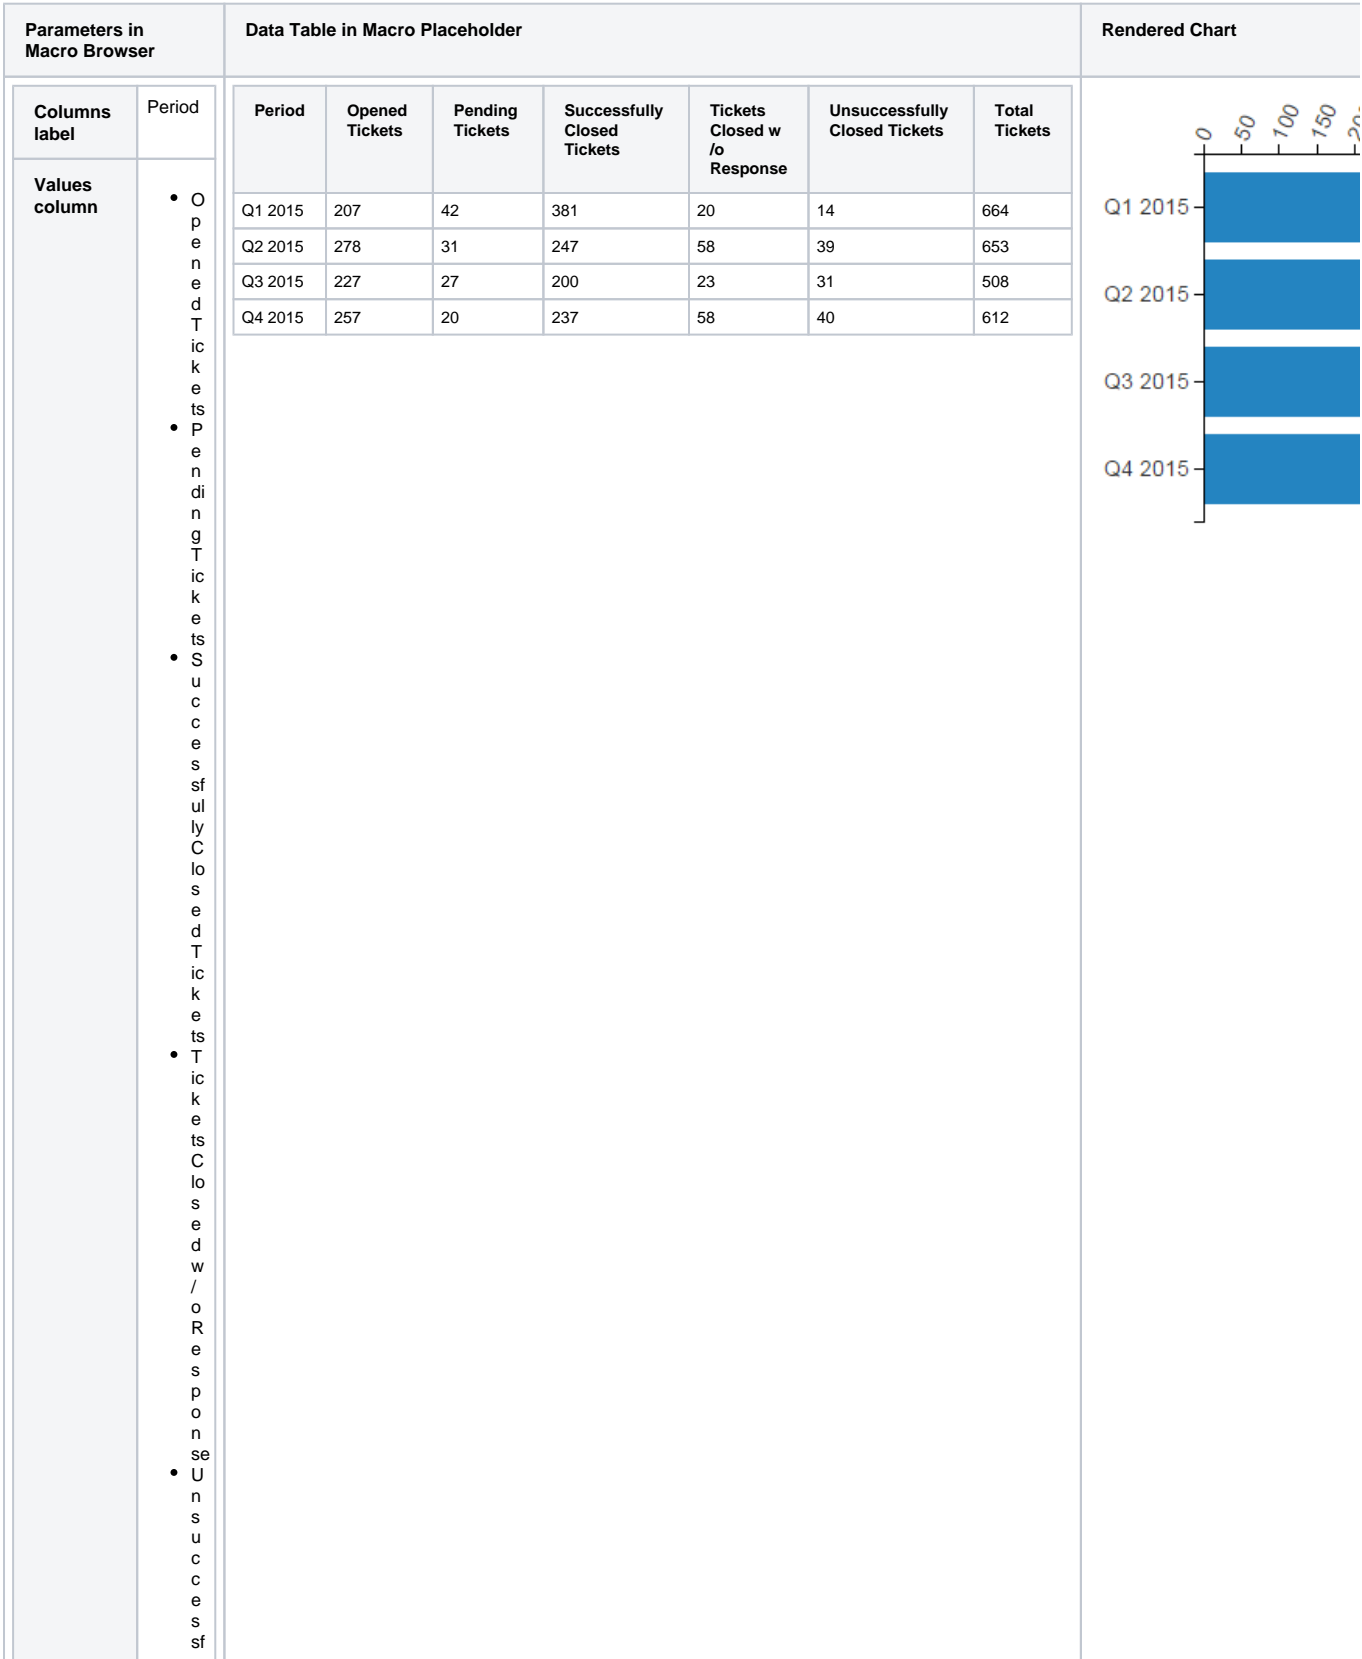 Parameters in
Macro Browser
Data Table in Macro Placeholder
Rendered Chart
Columns
label
Period
Values
column
O
p
e
n
e
d
T
ic
k
e
ts
P
e
n
di
n
g
T
ic
k
e
ts
S
u
c
c
e
s
sf
ul
ly
C
lo
s
e
d
T
ic
k
e
ts
T
ic
k
e
ts
C
lo
s
e
d
w
/
o
R
e
s
p
o
n
se
U
n
s
u
c
c
e
s
sf
Period
Opened
Tickets
Pending
Tickets
Successfully
Closed
Tickets
Tickets
Closed w
/o
Response
Unsuccessfully
Closed Tickets
Total
Tickets
Q1 2015 207 42 381 20 14 664
Q2 2015 278 31 247 58 39 653
Q3 2015 227 27 200 23 31 508
Q4 2015 257 20 237 58 40 612
0 50 100 150
Q1 2015
Q2 2015
Q3 2015
Q4 2015